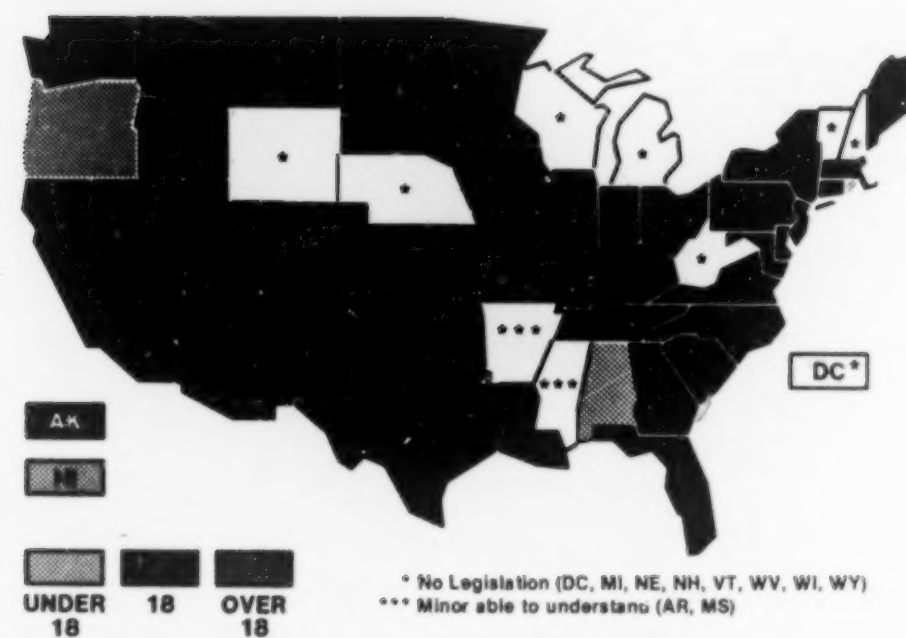 DC*
AK
HI
UNDER 18
18
OVER 18
* No Legislation (DC, MI, NE, NH, VT, WV, WI, WY)
*** Minor able to understand (AR, MS)